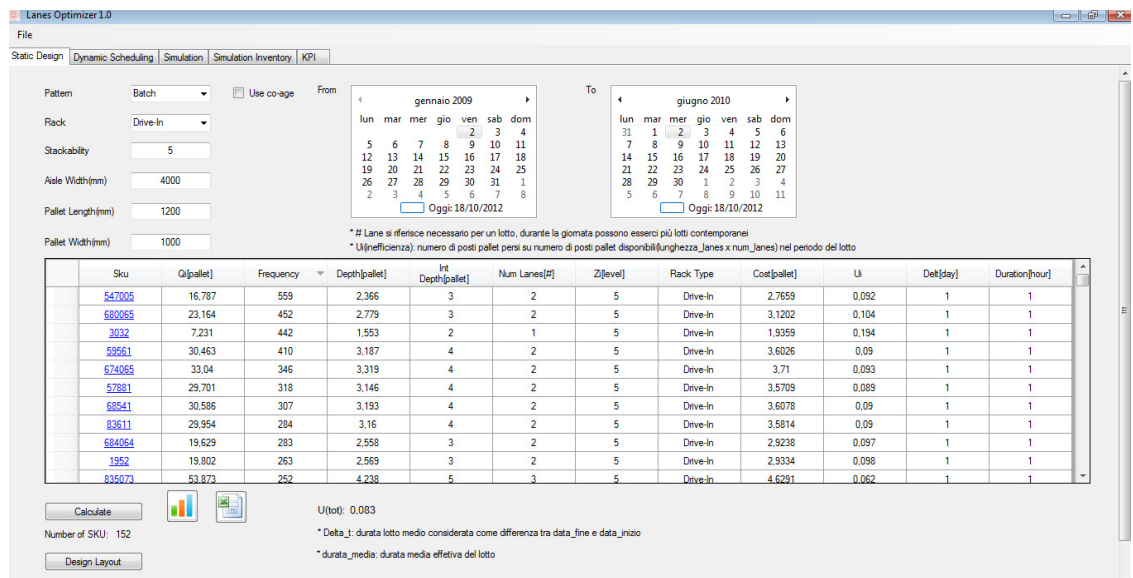 Lanes Optimizer 1.0
File
Static Design Dynamic Scheduling Simulation Simulation Inventory KPI
Pattern Batch Use co-age From To
Rack Drive-In
Stackability 5
Aisle Width(mm) 4000
Pallet Length(mm) 1200
Pallet Width(mm) 1000
gennaio 2009
lun mar mer gio ven sab dom
2 3 4
5 6 7 8 9 10 11
12 13 14 15 16 17 18
19 20 21 22 23 24 25
26 27 28 29 30 31 1
2 3 4 5 6 7 8
Oggi: 18/10/2012
giugno 2010
lun mar mer gio ven sab dom
31 1 2 3 4 5 6
7 8 9 10 11 12 13
14 15 16 17 18 19 20
21 22 23 24 25 26 27
28 29 30 1 2 3 4
5 6 7 8 9 10 11
Oggi: 18/10/2012
* # Lane si riferisce necessario per un lotto, durante la giornata possono esserci più lotti contemporanei
* Ui(inefficienza): numero di posti pallet persi su numero di posti pallet disponibili(lunghezza_lanes x num_lanes) nel periodo del lotto
Sku Qi[pallet] Frequency Depth[pallet] Int Depth[pallet] Num Lanes[#] Zi[level] Rack Type Cost[pallet] Ui Delt[day] Duration[hour]
547005 16,787 559 2,366 3 2 5 Drive-In 2,7659 0,092 1 1
680065 23,164 452 2,779 3 2 5 Drive-In 3,1202 0,104 1 1
3032 7,231 442 1,553 2 1 5 Drive-In 1,9359 0,194 1 1
59561 30,463 410 3,187 4 2 5 Drive-In 3,6026 0,09 1 1
674065 33,04 346 3,319 4 2 5 Drive-In 3,71 0,093 1 1
57881 29,701 318 3,146 4 2 5 Drive-In 3,5709 0,089 1 1
68541 30,586 307 3,193 4 2 5 Drive-In 3,6078 0,09 1 1
83611 29,954 284 3,16 4 2 5 Drive-In 3,5814 0,09 1 1
684064 19,629 283 2,558 3 2 5 Drive-In 2,9238 0,097 1 1
1952 19,802 263 2,569 3 2 5 Drive-In 2,9334 0,098 1 1
835073 53,873 252 4,238 5 3 5 Drive-In 4,6291 0,062 1 1
Calculate
U(tot): 0,083
Number of SKU: 152
* Delta_t: durata lotto medio considerata come differenza tra data_fine e data_inizio
* durata_media: durata media effetiva del lotto
Design Layout